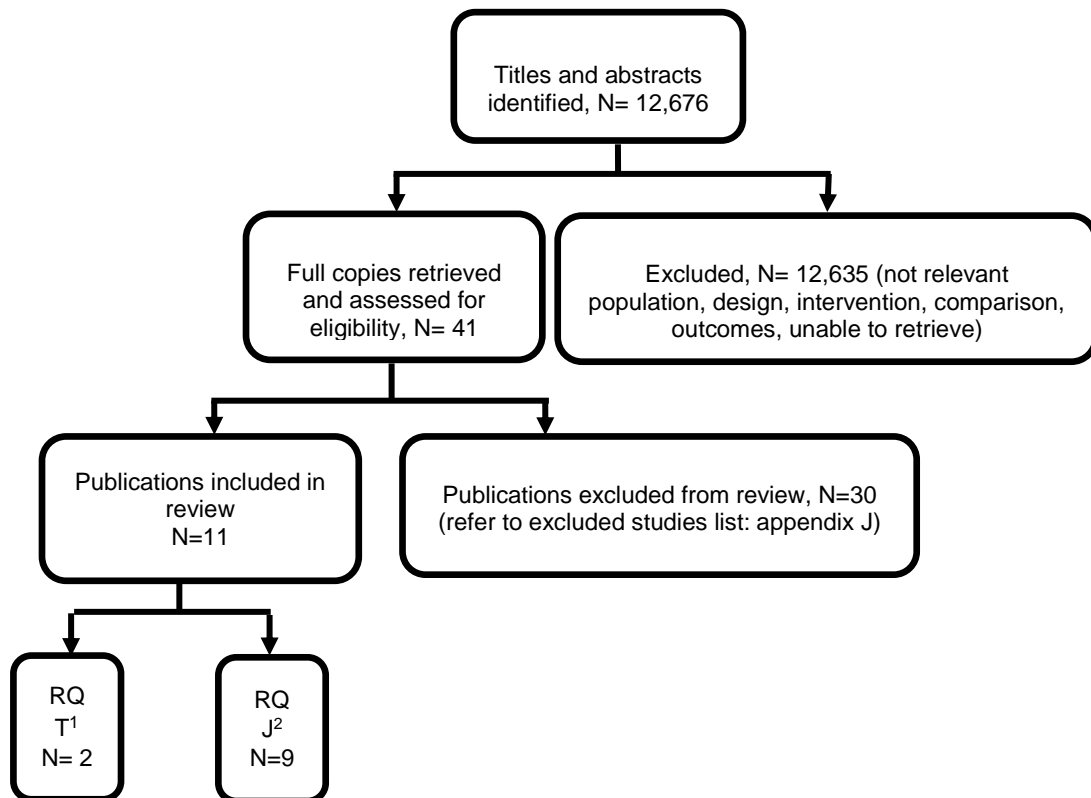 Titles and abstracts
identified, N= 12,676
Full copies retrieved
and assessed for
eligibility, N= 41
Excluded, N= 12,635 (not relevant
population, design, intervention, comparison,
outcomes, unable to retrieve)
Publications included in
review
N=11
Publications excluded from review, N=30
(refer to excluded studies list: appendix J)
RQ
T¹
N= 2
RQ
J²
N=9